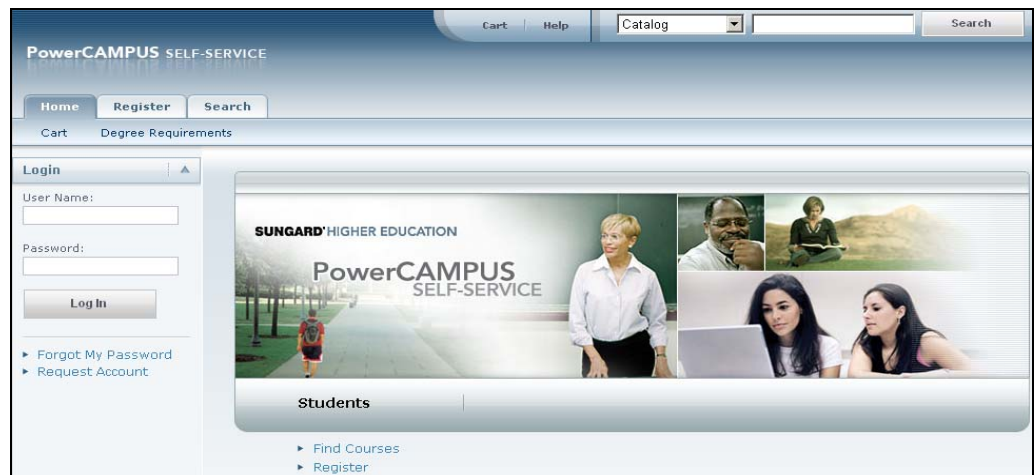 Cart Help Catalog Search
PowerCAMPUS SELF-SERVICE
Home Register Search
Cart Degree Requirements
Login
User Name:
Password:
Log In
Forgot My Password
Request Account
SUNGARD' HIGHER EDUCATION
PowerCAMPUS
SELF-SERVICE
Students
Find Courses
Register